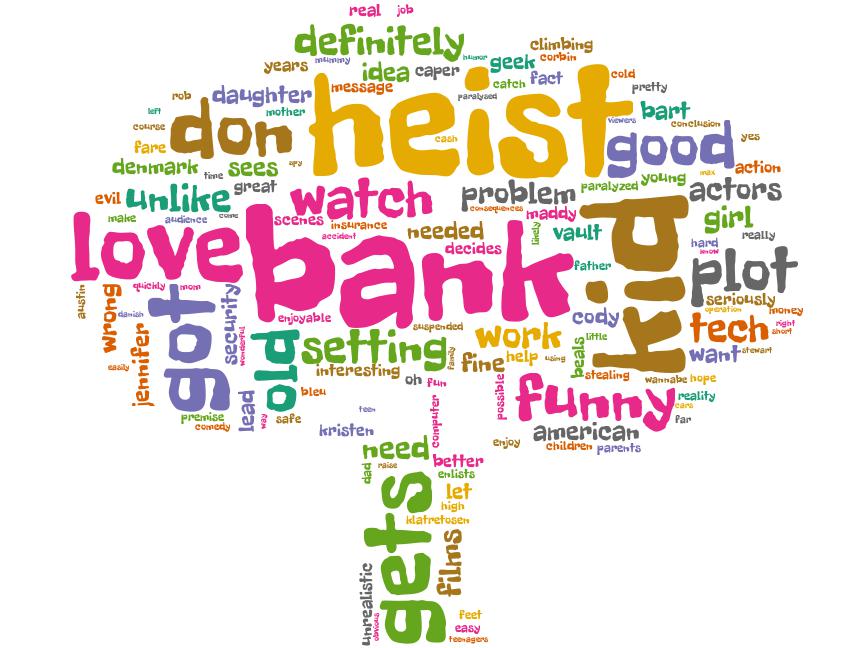 real job
definitely
climbing
years mummy humor geek corbin
idea caper
catch fact cold
rob daughter message heist paralysed pretty
left mother bart
course don cash viewers conclusion
fare good yes
denmark time sees spy max action
evil unlike great watch problem paralyzed young actors
make audience come scenes insurance consequences maddy girl
love accident needed likely vault kid really
bank decides hard know
father plot
austin wrong quickly mom seriously
danish got security enjoyable suspended cody operation money
jennifer wonderful old setting work little tech right short
easily interesting family fine help using beals want stewart
oh fun stealing wannabe hope
premise lead way safe bleu possible funny reality
comedy teen computer cars far
kristen american
need enjoy children parents
dad raise better
enlists
gets let
high
klatretosen
films
unrealistic
obvious feet
easy
teenagers